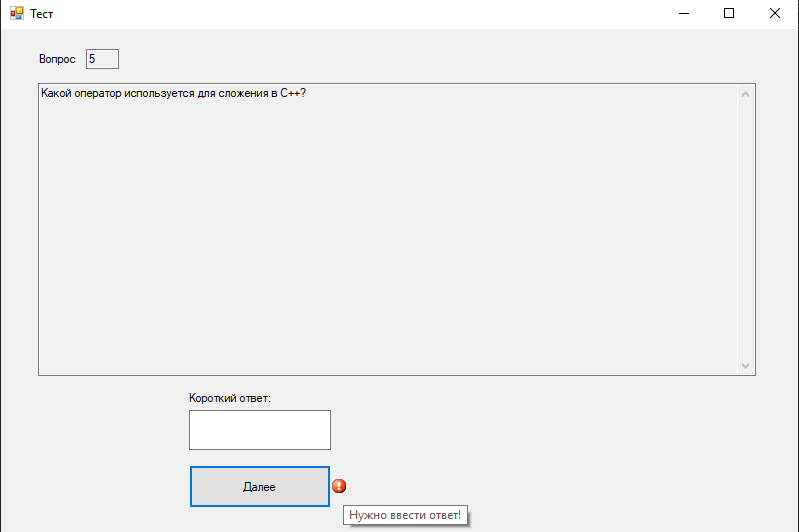 Тест
Вопрос 5
Какой оператор используется для сложения в C++?
Короткий ответ:
Далее
Нужно ввести ответ!